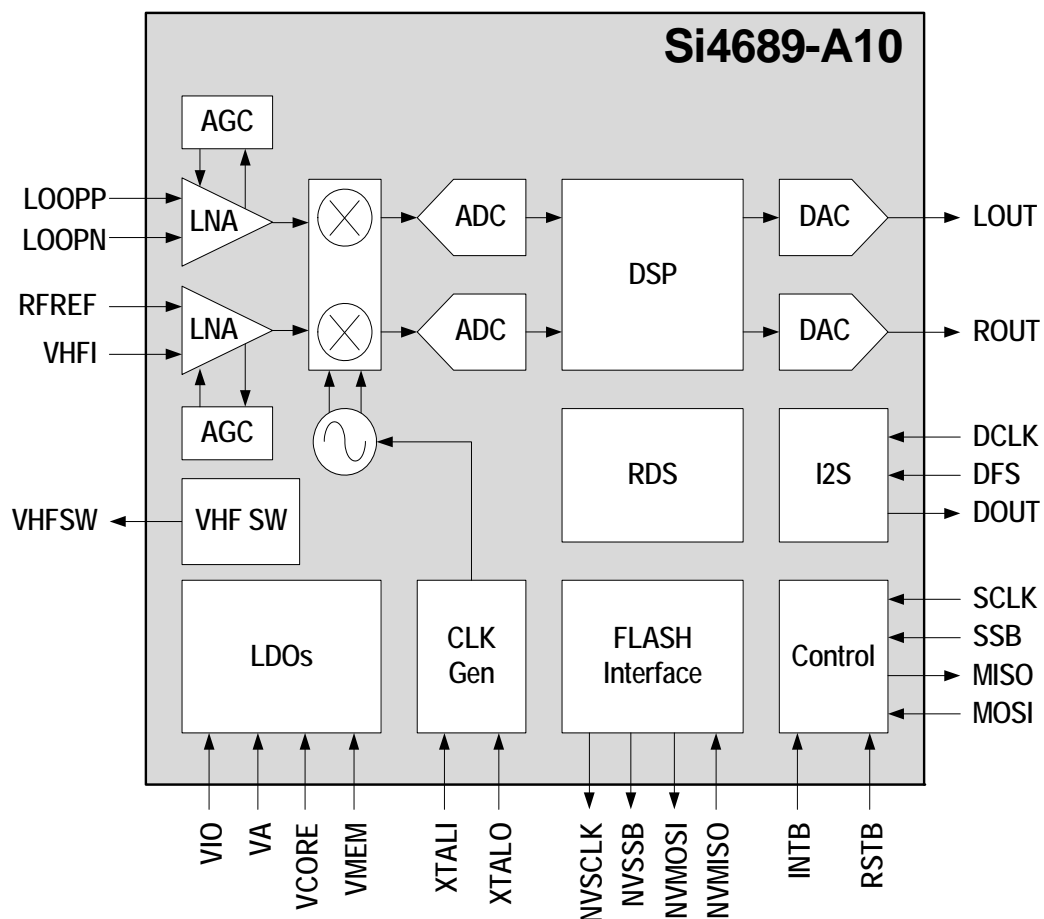 Si4689-A10
AGC
LOOPP
LNA
LOOPN
ADC
DSP
DAC
LOUT
RFREF
LNA
VHFI
ADC
DAC
ROUT
AGC
RDS
I2S
DCLK
DFS
DOUT
VHFSW
VHF SW
LDOs
CLK
Gen
FLASH
Interface
Control
SCLK
SSB
MISO
MOSI
VIO
VA
VCORE
VMEM
XTALI
XTALO
NVSCLK
NVSSB
NVMOSI
NVMISO
INTB
RSTB